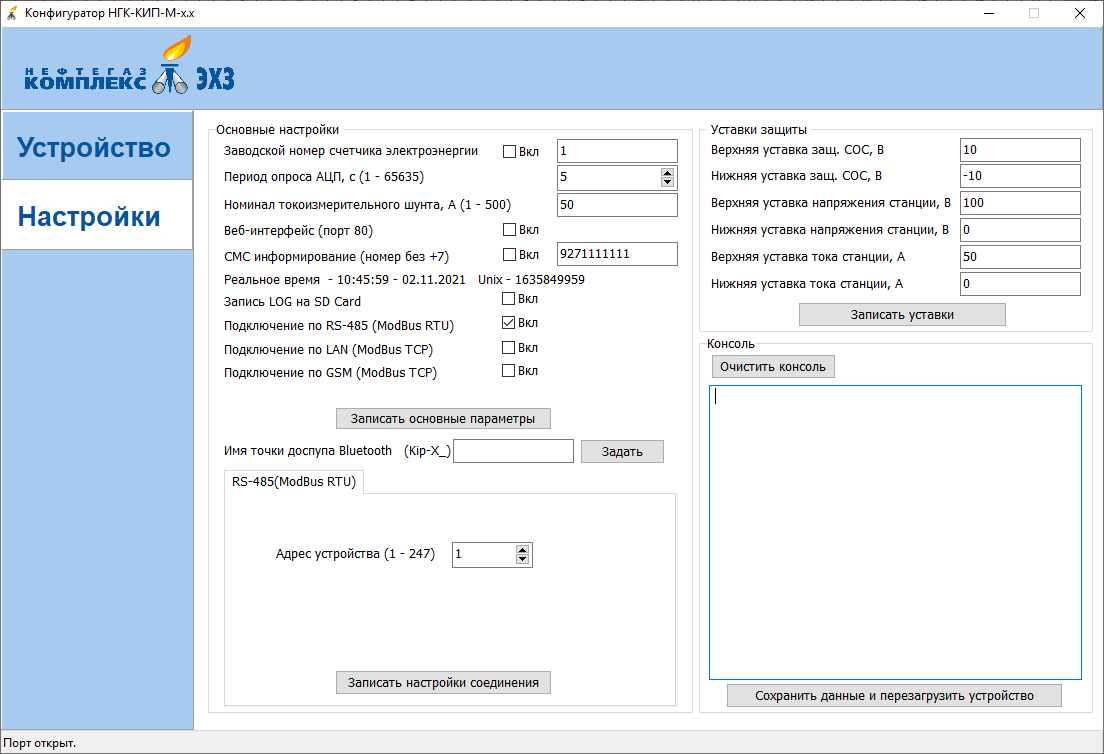 Конфигуратор НГК-КИП-М-х.х
НЕФТЕГАЗ
КОМПЛЕКС ЭХЗ
Устройство
Настройки
Основные настройки
Заводской номер счетчика электроэнергии Вкл 1
Период опроса АЦП, с (1 - 65635) 5
Номинал токоизмерительного шунта, А (1 - 500) 50
Веб-интерфейс (порт 80) Вкл
СМС информирование (номер без +7) Вкл 9271111111
Реальное время - 10:45:59 - 02.11.2021 Unix - 1635849959
Запись LOG на SD Card Вкл
Подключение по RS-485 (ModBus RTU) Вкл
Подключение по LAN (ModBus TCP) Вкл
Подключение по GSM (ModBus TCP) Вкл
Записать основные параметры
Имя точки доспупа Bluetooth (Kip-X_) Задать
RS-485(ModBus RTU)
Адрес устройства (1 - 247) 1
Записать настройки соединения
Уставки защиты
Верхняя уставка защ. СОС, В 10
Нижняя уставка защ. СОС, В -10
Верхняя уставка напряжения станции, В 100
Нижняя уставка напряжения станции, В 0
Верхняя уставка тока станции, А 50
Нижняя уставка тока станции, А 0
Записать уставки
Консоль
Очистить консоль
Сохранить данные и перезагрузить устройство
Порт открыт.